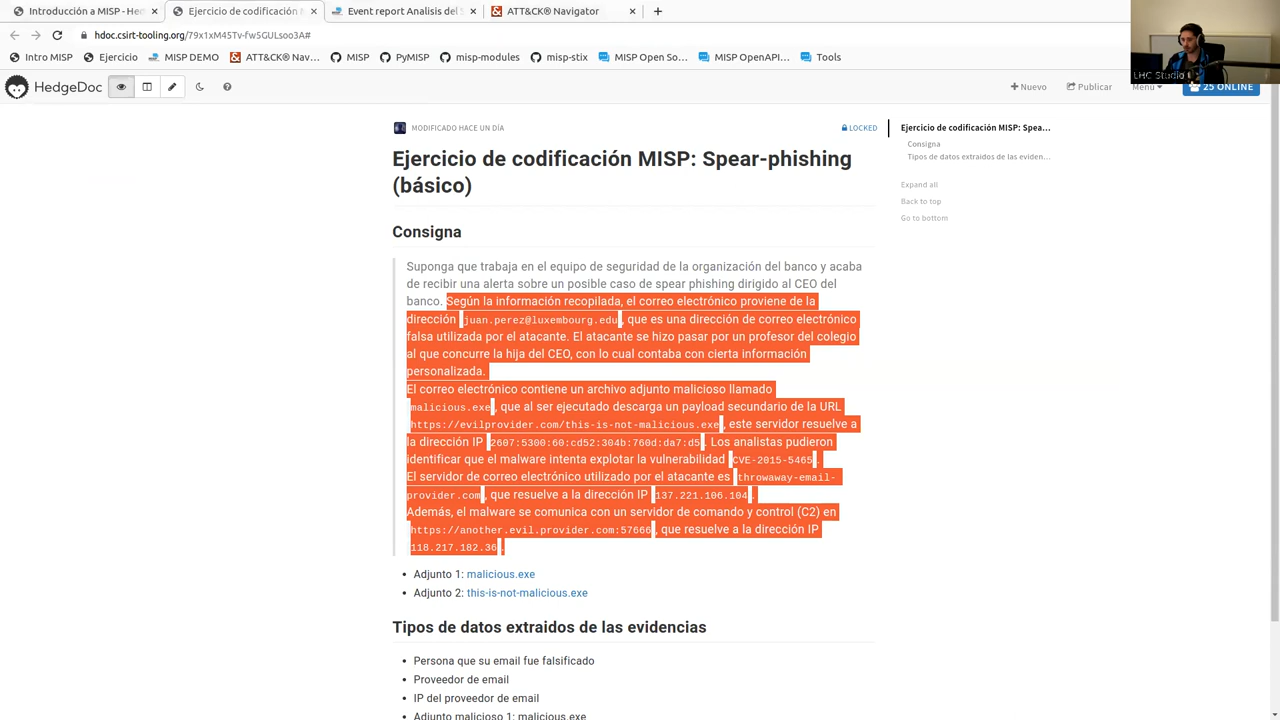 Introducción a MISP - Hec
Ejercicio de codificación M
Event report Analisis del S
ATT&CK® Navigator
hdoc.csirt-tooling.org/79x1xM45Tv-fw5GULsoo3A#
Intro MISP
Ejercicio
MISP DEMO
ATT&CK® Nav...
MISP
PyMISP
misp-modules
misp-stix
MISP Open So...
MISP OpenAPI...
Tools
LHC Studio
HedgeDoc
Nuevo
Publicar
Menú
25 ONLINE
MODIFICADO HACE UN DÍA
LOCKED
Ejercicio de codificación MISP: Spear-phishing
(básico)
Consigna
Suponga que trabaja en el equipo de seguridad de la organización del banco y acaba
de recibir una alerta sobre un posible caso de spear phishing dirigido al CEO del
banco. Según la información recopilada, el correo electrónico proviene de la
dirección juan.perez@luxembourg.edu, que es una dirección de correo electrónico
falsa utilizada por el atacante. El atacante se hizo pasar por un profesor del colegio
al que concurre la hija del CEO, con lo cual contaba con cierta información
personalizada.
El correo electrónico contiene un archivo adjunto malicioso llamado
malicious.exe, que al ser ejecutado descarga un payload secundario de la URL
https://evilprovider.com/this-is-not-malicious.exe, este servidor resuelve a
la dirección IP 2607:5300:60:cd52:304b:760d:da7:d5. Los analistas pudieron
identificar que el malware intenta explotar la vulnerabilidad CVE-2015-5465.
El servidor de correo electrónico utilizado por el atacante es throwaway-email-
provider.com, que resuelve a la dirección IP 137.221.106.104.
Además, el malware se comunica con un servidor de comando y control (C2) en
https://another.evil.provider.com:57666, que resuelve a la dirección IP
118.217.182.36.
Adjunto 1: malicious.exe
Adjunto 2: this-is-not-malicious.exe
Tipos de datos extraidos de las evidencias
Persona que su email fue falsificado
Proveedor de email
IP del proveedor de email
Adjunto malicioso 1: malicious.exe
Ejercicio de codificación MISP: Spea...
Consigna
Tipos de datos extraidos de las eviden...
Expand all
Back to top
Go to bottom